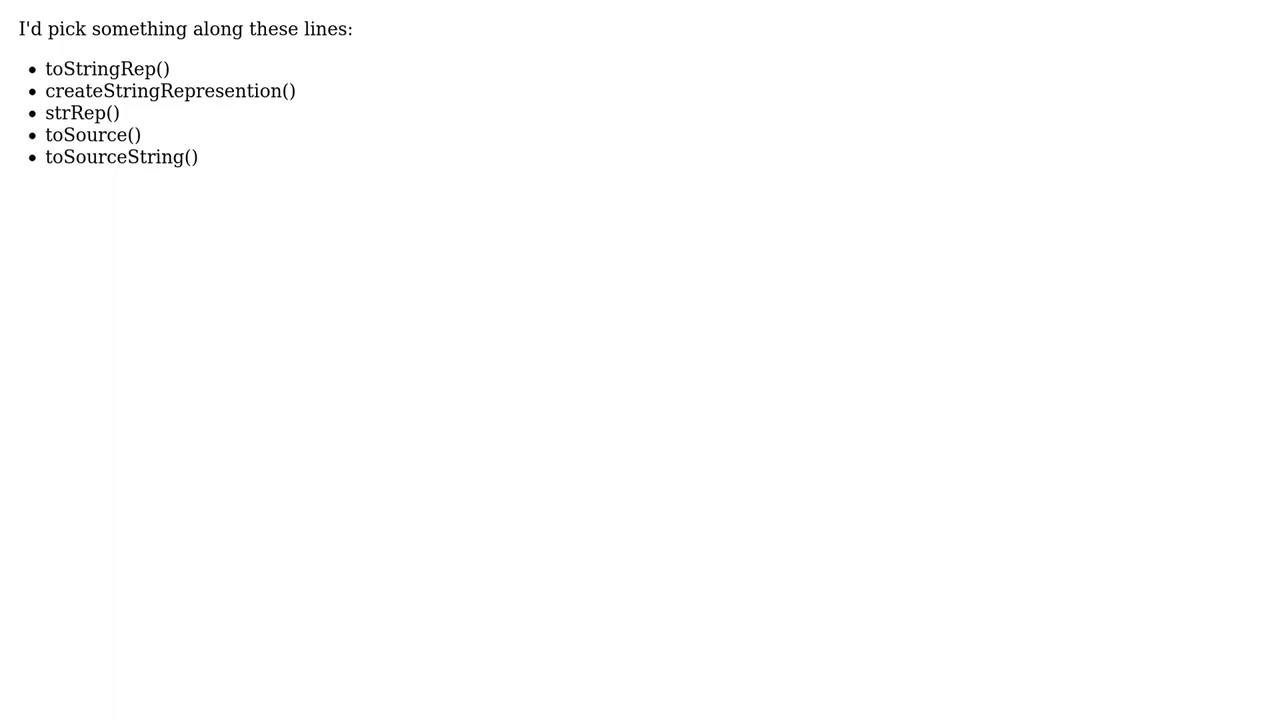 I'd pick something along these lines:
• toStringRep()
• createStringRepresention()
• strRep()
• toSource()
• toSourceString()